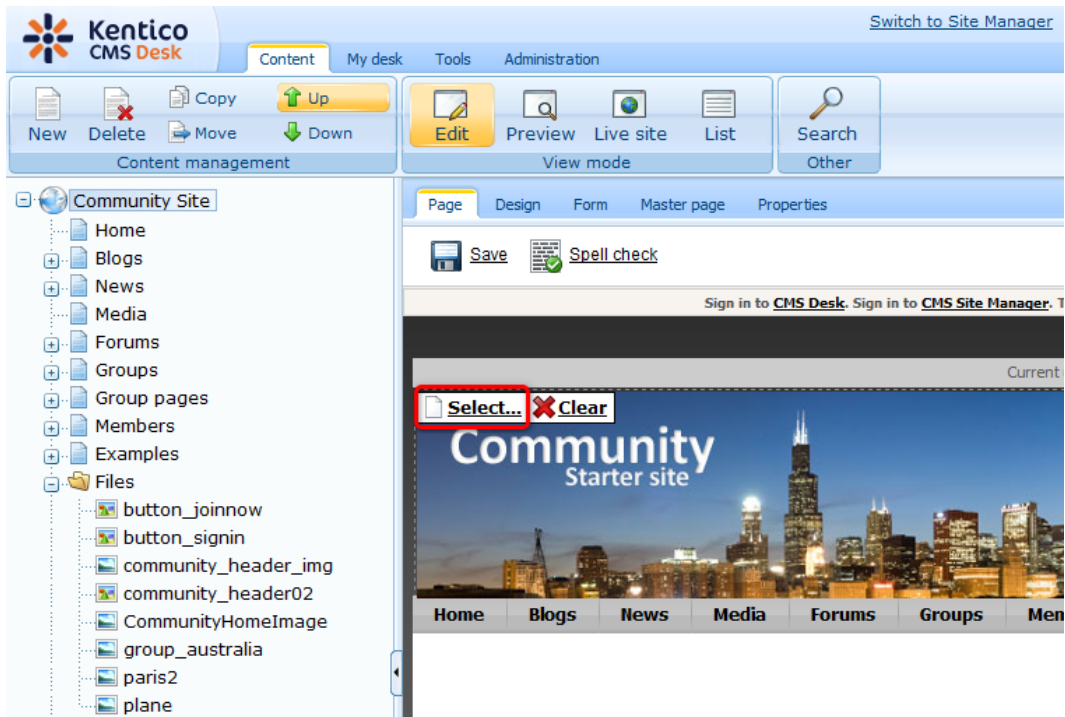 Switch to Site Manager
Kentico
CMS Desk
Content My desk Tools Administration
New Delete Copy Move Up Down
Content management
Edit Preview Live site List
View mode
Search
Other
Community Site
Home
Blogs
News
Media
Forums
Groups
Group pages
Members
Examples
Files
button_joinnow
button_signin
community_header_img
community_header02
CommunityHomeImage
group_australia
paris2
plane
Page Design Form Master page Properties
Save Spell check
Sign in to CMS Desk. Sign in to CMS Site Manager. T
Current
Select... Clear
Community
Starter site
Home Blogs News Media Forums Groups Mem